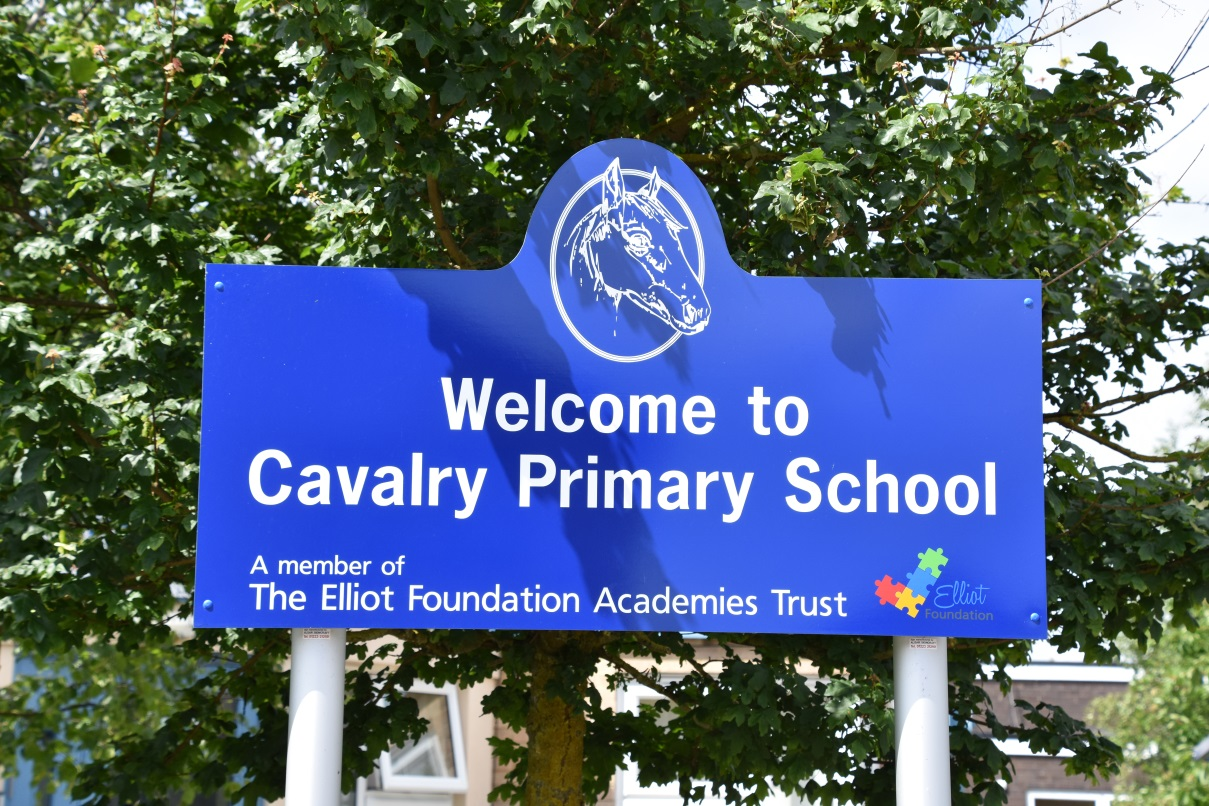 Welcome to
Cavalry Primary School
A member of
The Elliot Foundation Academies Trust
Elliot
Foundation